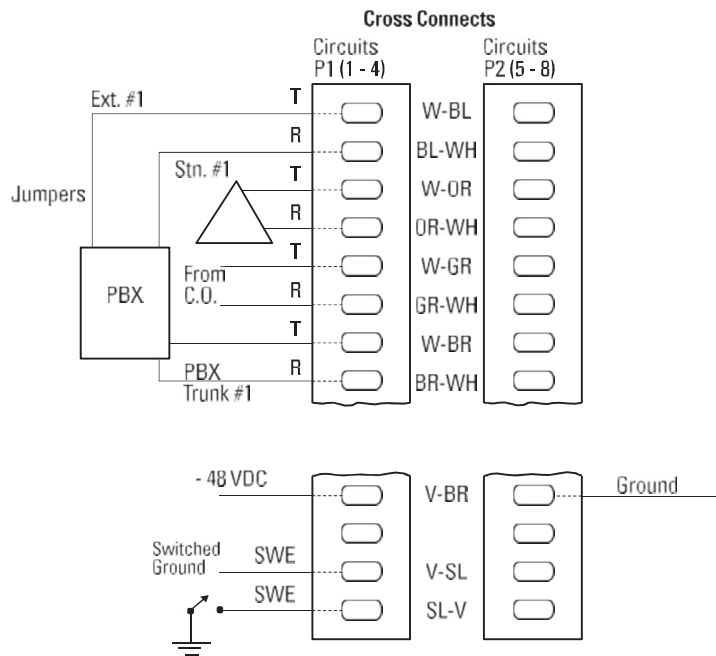 Cross Connects
Circuits
P1 (1 - 4)
Circuits
P2 (5 - 8)
Ext. #1
T
W-BL
R
BL-WH
Stn. #1
T
W-OR
Jumpers
R
OR-WH
T
W-GR
From
C.O.
PBX
R
GR-WH
T
W-BR
R
BR-WH
PBX
Trunk #1
- 48 VDC
V-BR
Ground
Switched
Ground
SWE
V-SL
SWE
SL-V